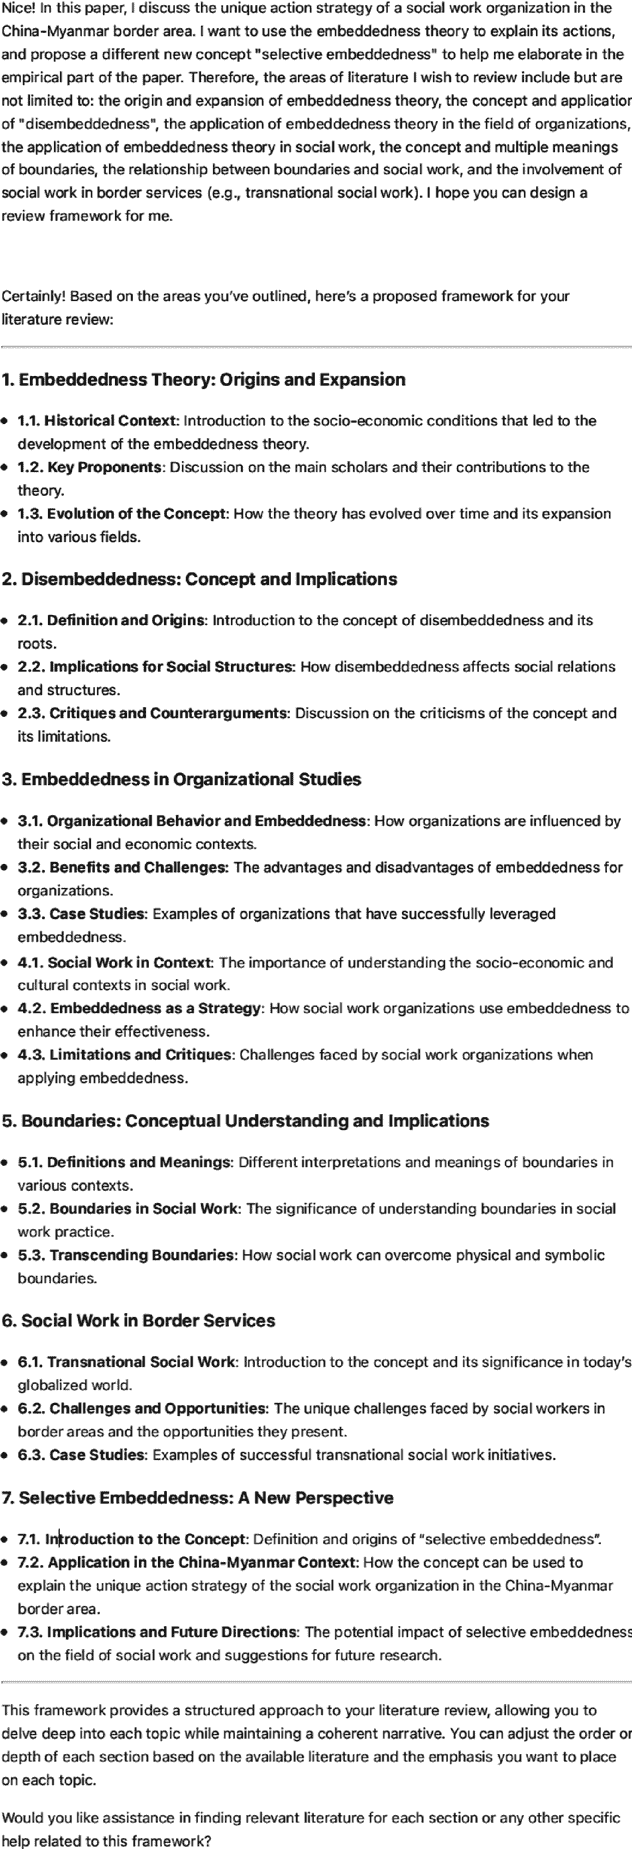 Nice! In this paper, I discuss the unique action strategy of a social work organization in the
China-Myanmar border area. I want to use the embeddedness theory to explain its actions,
and propose a different new concept "selective embeddedness" to help me elaborate in the
empirical part of the paper. Therefore, the areas of literature I wish to review include but are
not limited to: the origin and expansion of embeddedness theory, the concept and application
of "disembeddedness", the application of embeddedness theory in the field of organizations,
the application of embeddedness theory in social work, the concept and multiple meanings
of boundaries, the relationship between boundaries and social work, and the involvement of
social work in border services (e.g., transnational social work). I hope you can design a
review framework for me.
Certainly! Based on the areas you've outlined, here's a proposed framework for your
literature review:
1. Embeddedness Theory: Origins and Expansion
• 1.1. Historical Context: Introduction to the socio-economic conditions that led to the
development of the embeddedness theory.
• 1.2. Key Proponents: Discussion on the main scholars and their contributions to the
theory.
• 1.3. Evolution of the Concept: How the theory has evolved over time and its expansion
into various fields.
2. Disembeddedness: Concept and Implications
• 2.1. Definition and Origins: Introduction to the concept of disembeddedness and its
roots.
• 2.2. Implications for Social Structures: How disembeddedness affects social relations
and structures.
• 2.3. Critiques and Counterarguments: Discussion on the criticisms of the concept and
its limitations.
3. Embeddedness in Organizational Studies
• 3.1. Organizational Behavior and Embeddedness: How organizations are influenced by
their social and economic contexts.
• 3.2. Benefits and Challenges: The advantages and disadvantages of embeddedness for
organizations.
• 3.3. Case Studies: Examples of organizations that have successfully leveraged
embeddedness.
• 4.1. Social Work in Context: The importance of understanding the socio-economic and
cultural contexts in social work.
• 4.2. Embeddedness as a Strategy: How social work organizations use embeddedness to
enhance their effectiveness.
• 4.3. Limitations and Critiques: Challenges faced by social work organizations when
applying embeddedness.
5. Boundaries: Conceptual Understanding and Implications
• 5.1. Definitions and Meanings: Different interpretations and meanings of boundaries in
various contexts.
• 5.2. Boundaries in Social Work: The significance of understanding boundaries in social
work practice.
• 5.3. Transcending Boundaries: How social work can overcome physical and symbolic
boundaries.
6. Social Work in Border Services
• 6.1. Transnational Social Work: Introduction to the concept and its significance in today's
globalized world.
• 6.2. Challenges and Opportunities: The unique challenges faced by social workers in
border areas and the opportunities they present.
• 6.3. Case Studies: Examples of successful transnational social work initiatives.
7. Selective Embeddedness: A New Perspective
• 7.1. Introduction to the Concept: Definition and origins of "selective embeddedness".
• 7.2. Application in the China-Myanmar Context: How the concept can be used to
explain the unique action strategy of the social work organization in the China-Myanmar
border area.
• 7.3. Implications and Future Directions: The potential impact of selective embeddedness
on the field of social work and suggestions for future research.
This framework provides a structured approach to your literature review, allowing you to
delve deep into each topic while maintaining a coherent narrative. You can adjust the order or
depth of each section based on the available literature and the emphasis you want to place
on each topic.
Would you like assistance in finding relevant literature for each section or any other specific
help related to this framework?